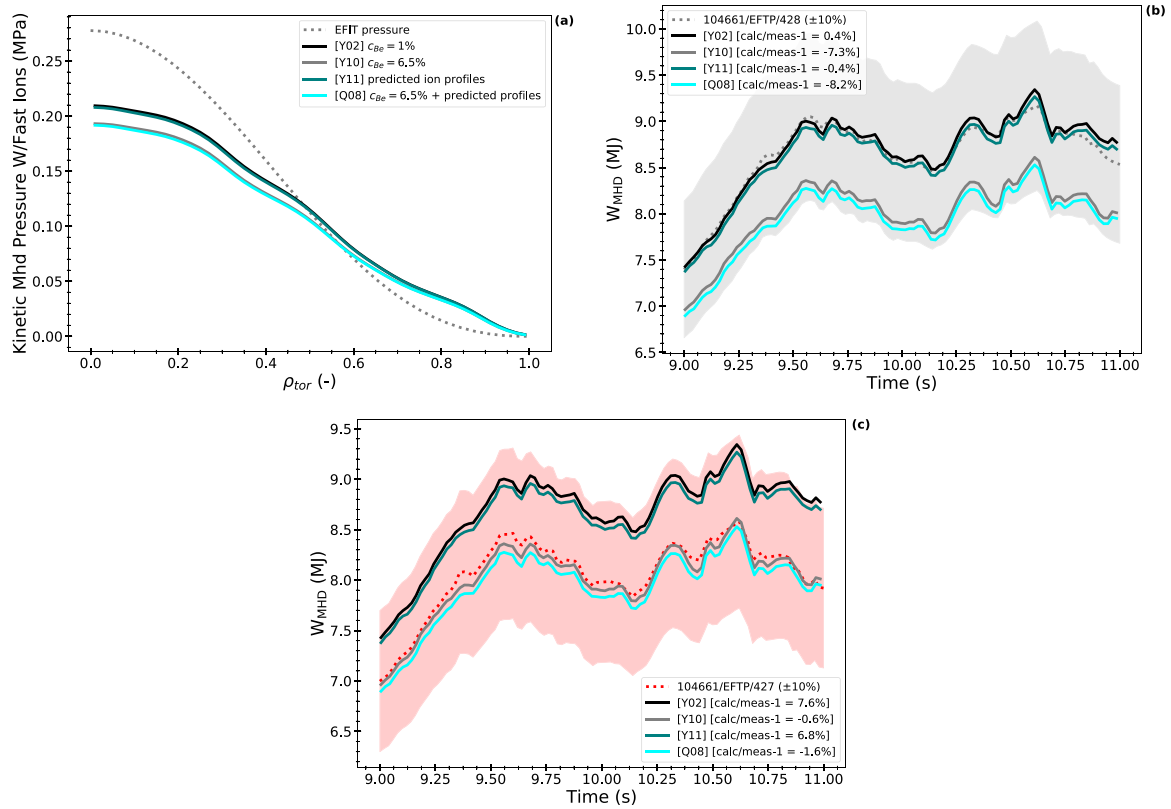 (a)
Kinetic Mhd Pressure W/Fast Ions (MPa)
0.25
0.20
0.15
0.10
0.05
0.00
EFIT pressure
[Y02] cBe = 1%
[Y10] cBe = 6.5%
[Y11] predicted ion profiles
[Q08] cBe = 6.5% + predicted profiles
0.0 0.2 0.4 0.6 0.8 1.0
ρtor (-)
(b)
WMHD (MJ)
10.0
9.5
9.0
8.5
8.0
7.5
7.0
6.5
104661/EFTP/428 (±10%)
[Y02] [calc/meas-1 = 0.4%]
[Y10] [calc/meas-1 = -7.3%]
[Y11] [calc/meas-1 = -0.4%]
[Q08] [calc/meas-1 = -8.2%]
9.00 9.25 9.50 9.75 10.00 10.25 10.50 10.75 11.00
Time (s)
(c)
WMHD (MJ)
9.5
9.0
8.5
8.0
7.5
7.0
6.5
104661/EFTP/427 (±10%)
[Y02] [calc/meas-1 = 7.6%]
[Y10] [calc/meas-1 = -0.6%]
[Y11] [calc/meas-1 = 6.8%]
[Q08] [calc/meas-1 = -1.6%]
9.00 9.25 9.50 9.75 10.00 10.25 10.50 10.75 11.00
Time (s)